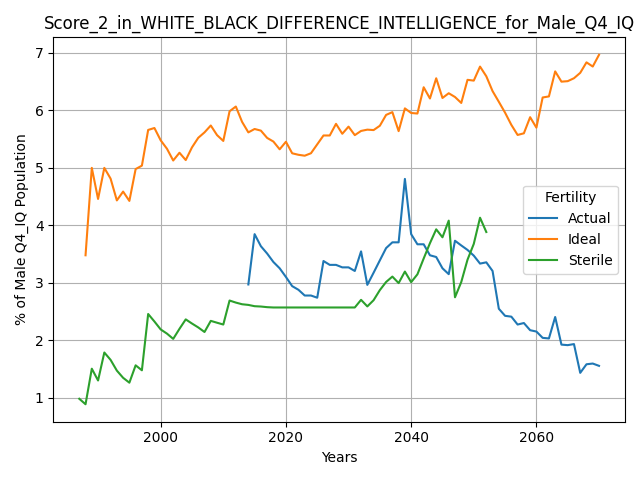 Score_2_in_WHITE_BLACK_DIFFERENCE_INTELLIGENCE_for_Male_Q4_IQ
% of Male Q4_IQ Population
7
6
5
4
3
2
1
Fertility
Actual
Ideal
Sterile
2000
2020
2040
2060
Years